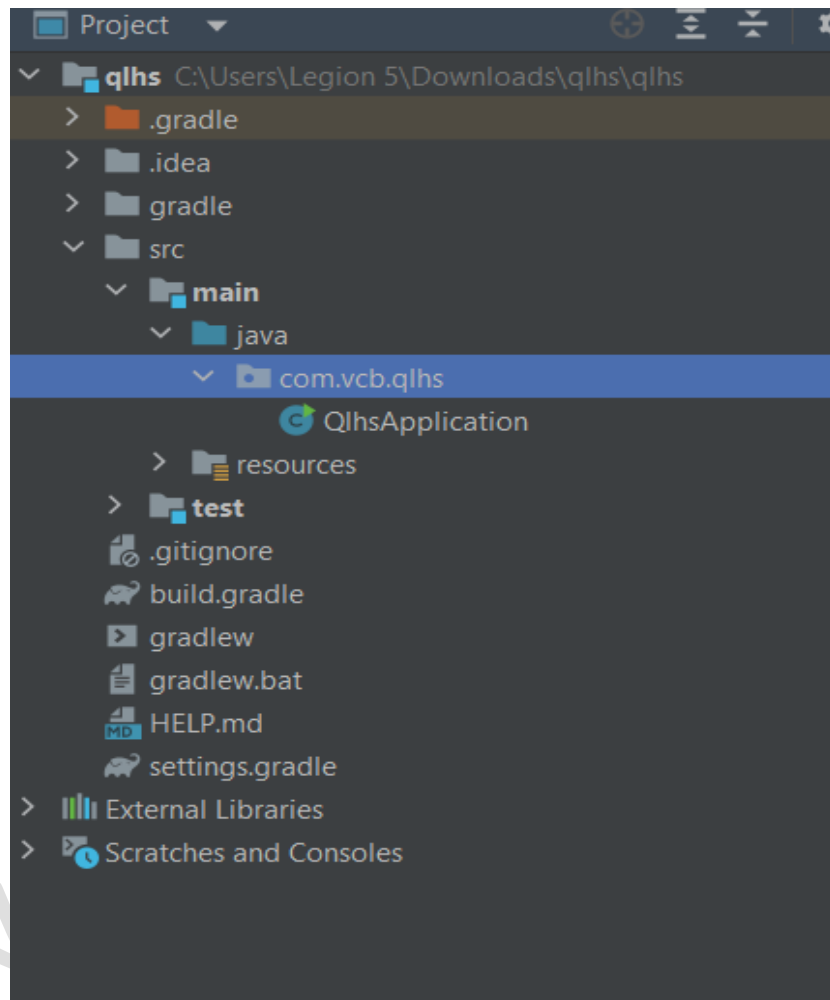 Project
qlhs C:\Users\Legion 5\Downloads\qlhs\qlhs
.gradle
.idea
gradle
src
main
java
com.vcb.qlhs
QlhsApplication
resources
test
.gitignore
build.gradle
gradlew
gradlew.bat
MD HELP.md
settings.gradle
External Libraries
Scratches and Consoles